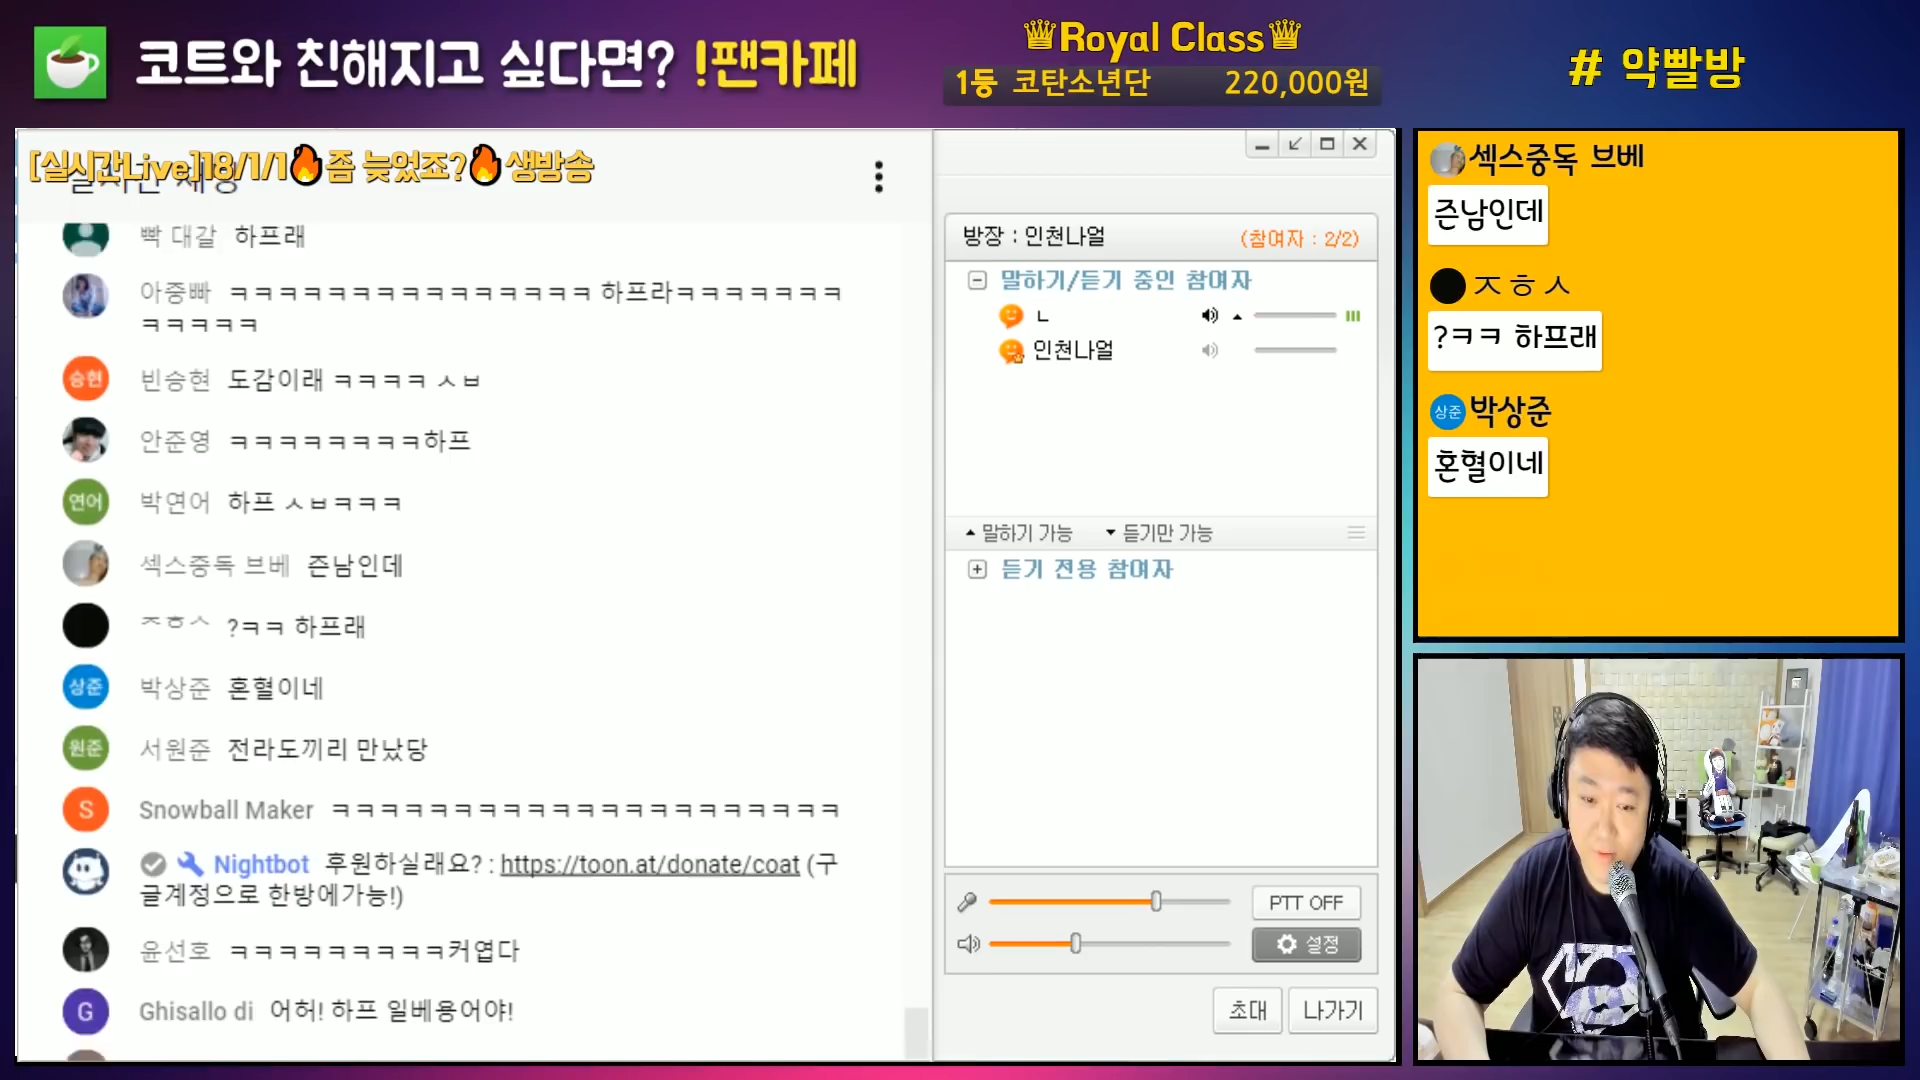 코트와 친해지고 싶다면? !팬카페
♛Royal Class♛
1등 코탄소년단 220,000원
# 약빨방
[실시간Live]18/1/1🔥좀 늦었죠?🔥생방송
빡 대갈 하프래
아중빠 ㅋㅋㅋㅋㅋㅋㅋㅋㅋㅋㅋㅋㅋㅋㅋ 하프라ㅋㅋㅋㅋㅋㅋㅋ
ㅋㅋㅋㅋㅋ
승현 빈승현 도감이래 ㅋㅋㅋㅋ ㅅㅂ
안준영 ㅋㅋㅋㅋㅋㅋㅋㅋ하프
연어 박연어 하프 ㅅㅂㅋㅋㅋ
섹스중독 브베 즌남인데
ㅈㅎㅅ ?ㅋㅋ 하프래
상준 박상준 혼혈이네
원준 서원준 전라도끼리 만났당
S Snowball Maker ㅋㅋㅋㅋㅋㅋㅋㅋㅋㅋㅋㅋㅋㅋㅋㅋㅋㅋㅋㅋㅋ
Nightbot 후원하실래요? : https://toon.at/donate/coat (구
글계정으로 한방에가능!)
윤선호 ㅋㅋㅋㅋㅋㅋㅋㅋㅋ커엽다
G Ghisallo di 어허! 하프 일베용어야!
방장 : 인천나얼 (참여자 : 2/2)
말하기/듣기 중인 참여자
ㄴ
인천나얼
말하기 가능 듣기만 가능
듣기 전용 참여자
PTT OFF
설정
초대 나가기
섹스중독 브베
즌남인데
ㅈㅎㅅ
?ㅋㅋ 하프래
상준 박상준
혼혈이네